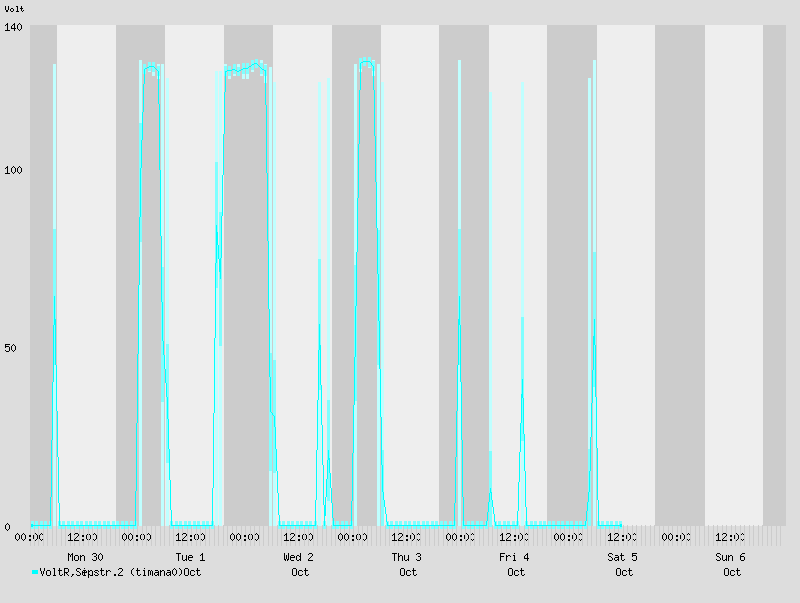 Volt
140
100
50
0
00:00 12:00 00:00 12:00 00:00 12:00 00:00 12:00 00:00 12:00 00:00 12:00 00:00 12:00
Mon 30 Tue 1 Wed 2 Thu 3 Fri 4 Sat 5 Sun 6
VoltR,Sepstr.2 (timana0)Oct Oct Oct Oct Oct Oct